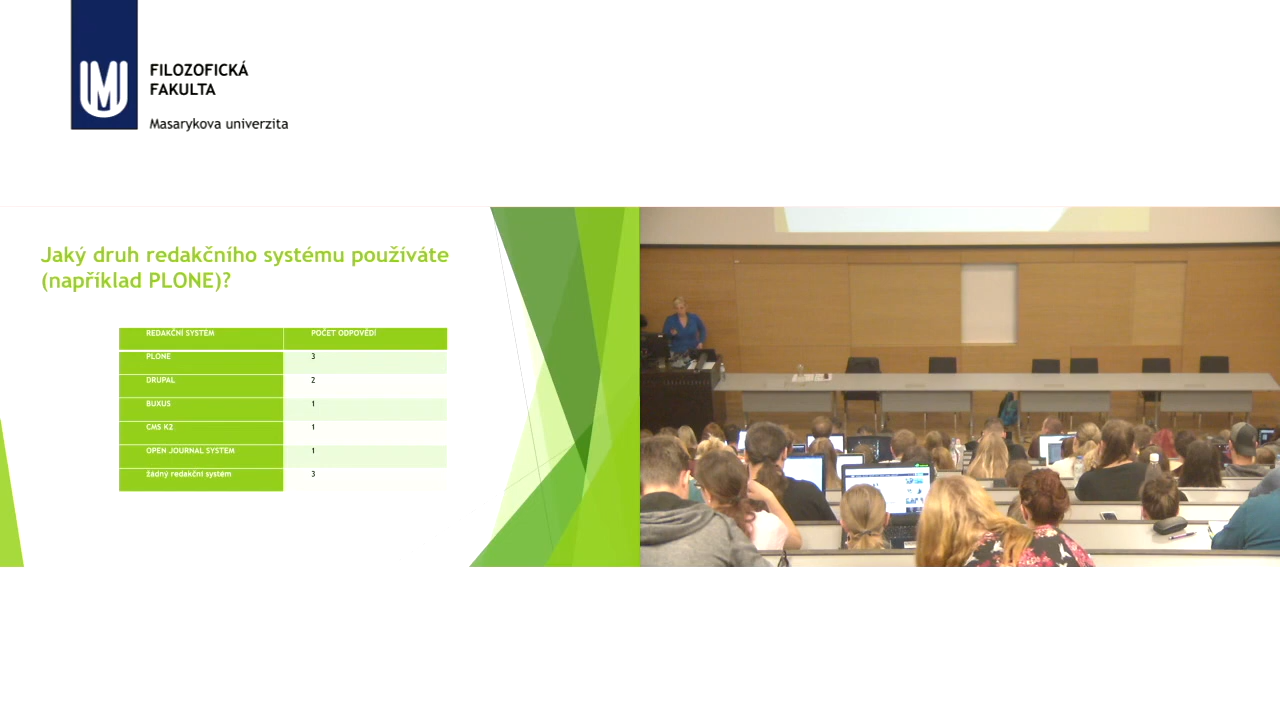 FILOZOFICKÁ
FAKULTA
Masarykova univerzita
Jaký druh redakčního systému používáte
(například PLONE)?
REDAKČNÍ SYSTÉM POČET ODPOVĚDÍ
PLONE 3
DRUPAL 2
BUXUS 1
CMS K2 1
OPEN JOURNAL SYSTEM 1
žádný redakční systém 3